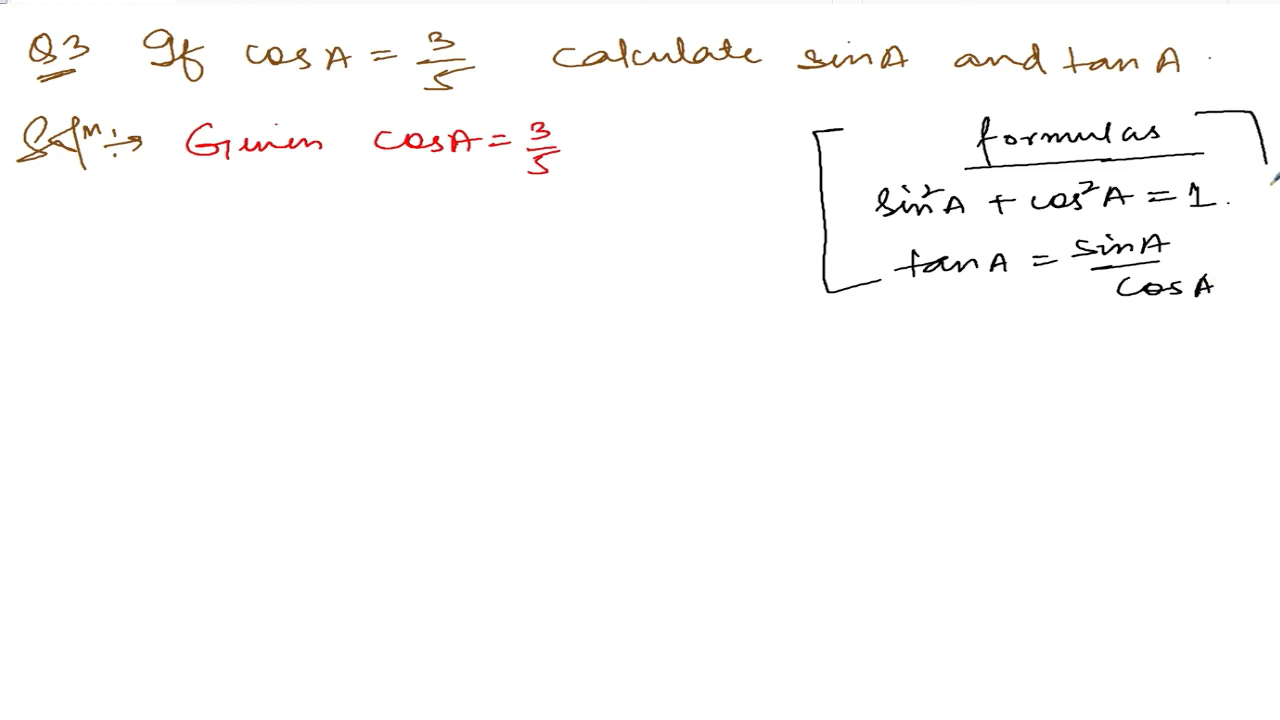 Q3 If cos A = 3/5 calculate sin A and tan A .
Solⁿ :→ Given cos A = 3/5
formulas
sin²A + cos²A = 1.
tan A = sin A / cos A